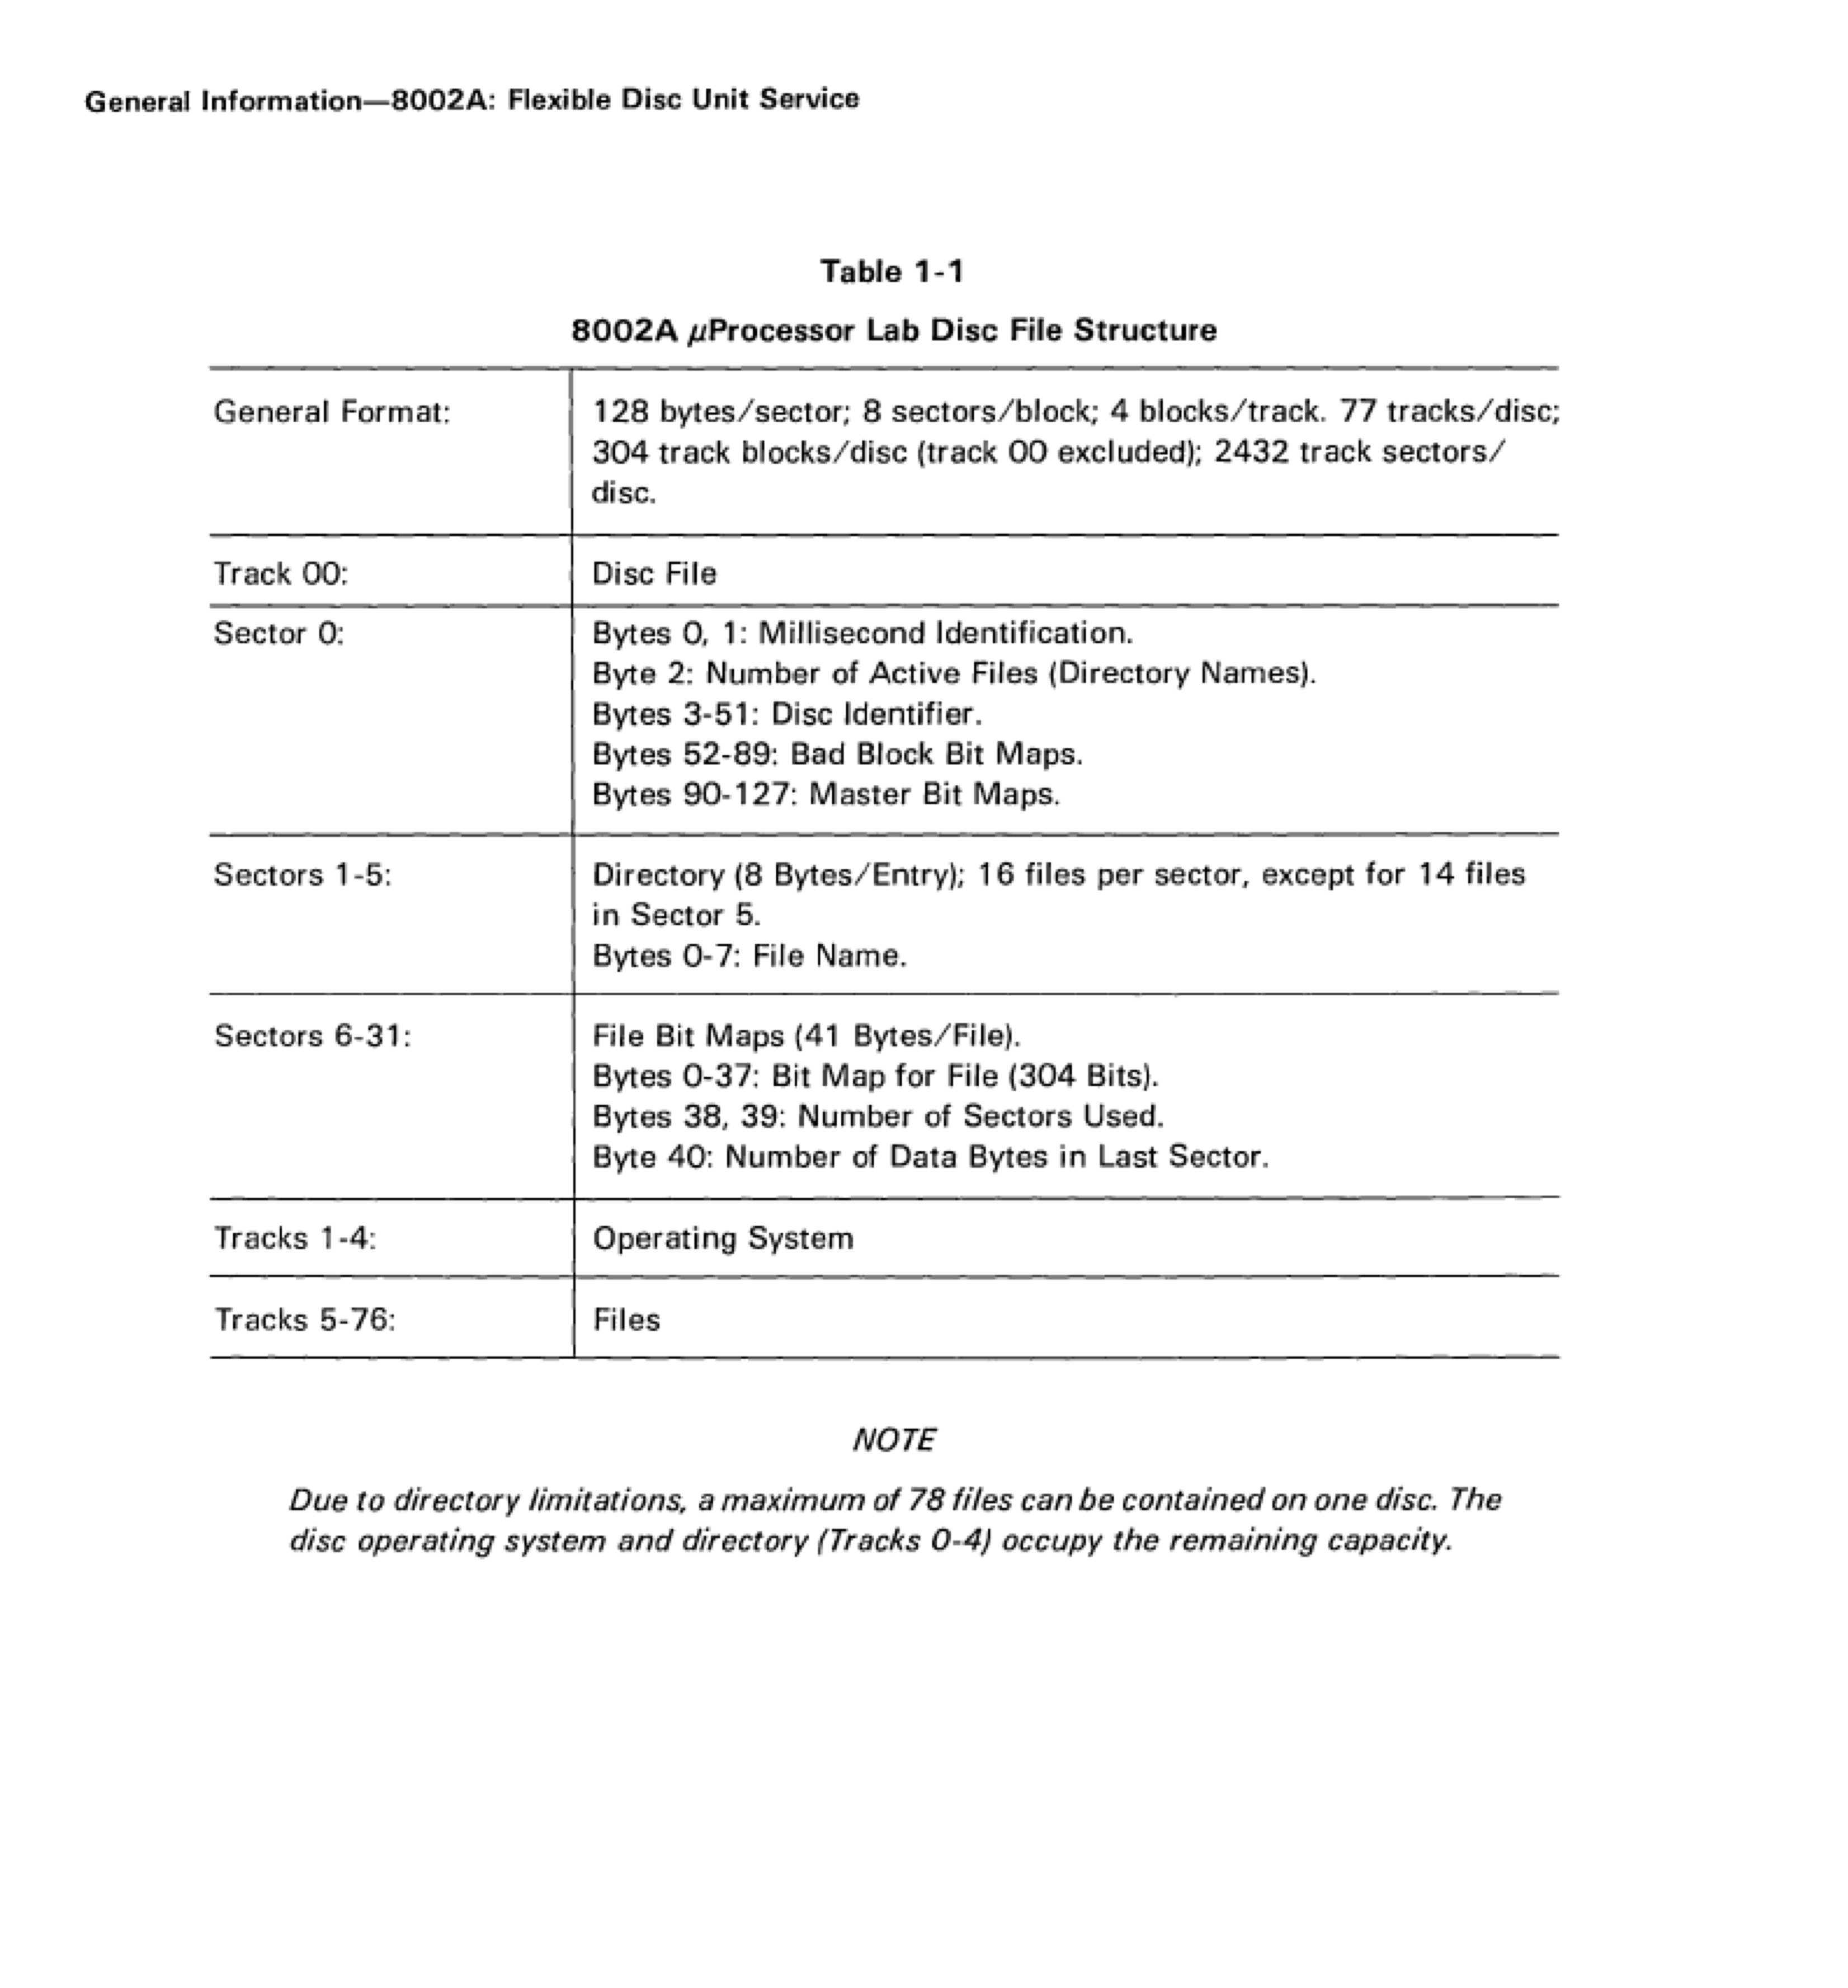 General Information—8002A: Flexible Disc Unit Service
Table 1-1
8002A µProcessor Lab Disc File Structure
General Format: 128 bytes/sector; 8 sectors/block; 4 blocks/track. 77 tracks/disc;
304 track blocks/disc (track 00 excluded); 2432 track sectors/
disc.
Track 00: Disc File
Sector 0: Bytes 0, 1: Millisecond Identification.
Byte 2: Number of Active Files (Directory Names).
Bytes 3-51: Disc Identifier.
Bytes 52-89: Bad Block Bit Maps.
Bytes 90-127: Master Bit Maps.
Sectors 1-5: Directory (8 Bytes/Entry); 16 files per sector, except for 14 files
in Sector 5.
Bytes 0-7: File Name.
Sectors 6-31: File Bit Maps (41 Bytes/File).
Bytes 0-37: Bit Map for File (304 Bits).
Bytes 38, 39: Number of Sectors Used.
Byte 40: Number of Data Bytes in Last Sector.
Tracks 1-4: Operating System
Tracks 5-76: Files
NOTE
Due to directory limitations, a maximum of 78 files can be contained on one disc. The
disc operating system and directory (Tracks 0-4) occupy the remaining capacity.